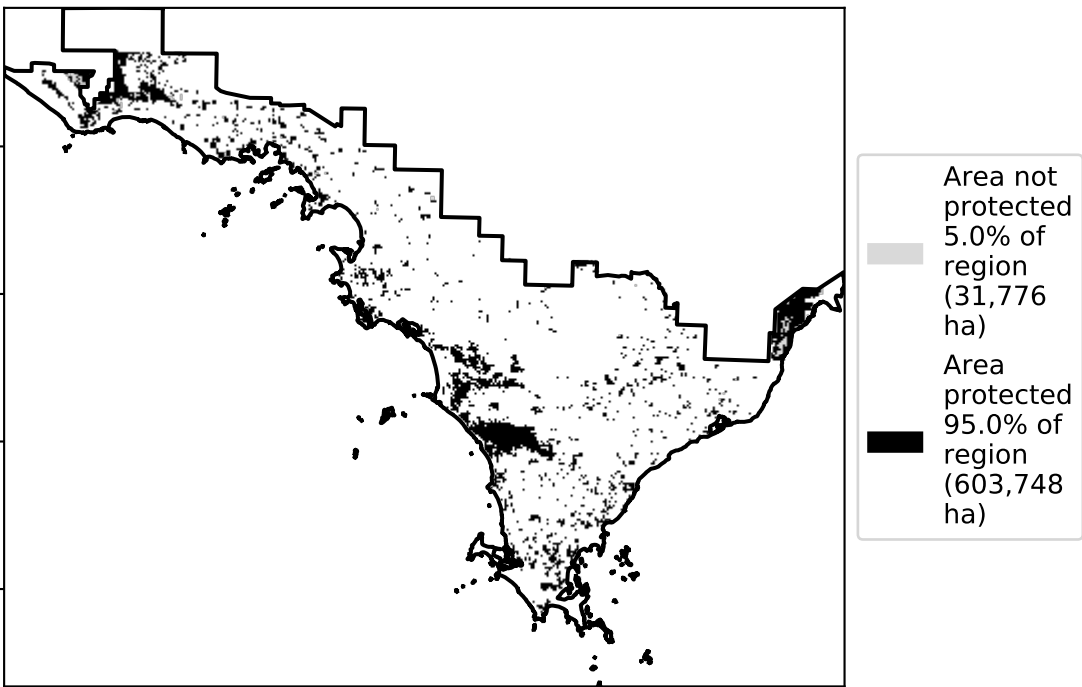 Area not
protected
5.0% of
region
(31,776
ha)
Area
protected
95.0% of
region
(603,748
ha)